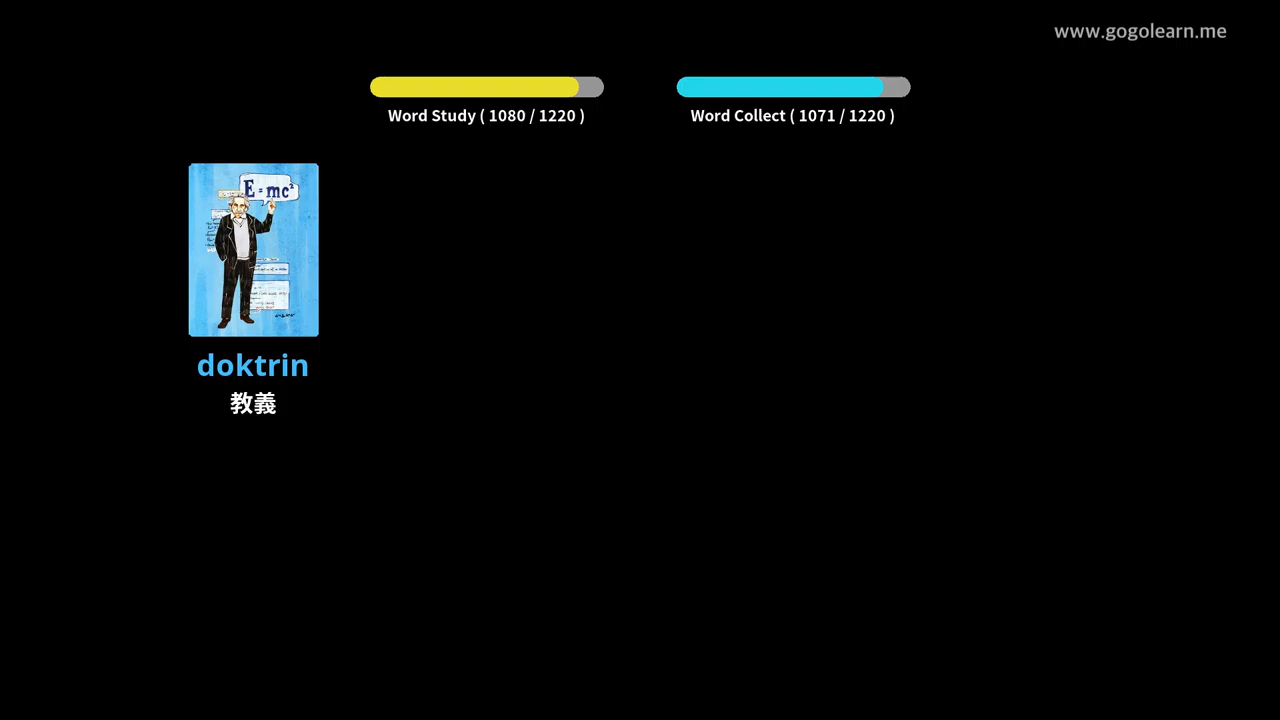 www.gogolearn.me
Word Study ( 1080 / 1220 )
Word Collect ( 1071 / 1220 )
E=mc²
doktrin
教義